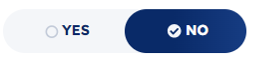 YES NO